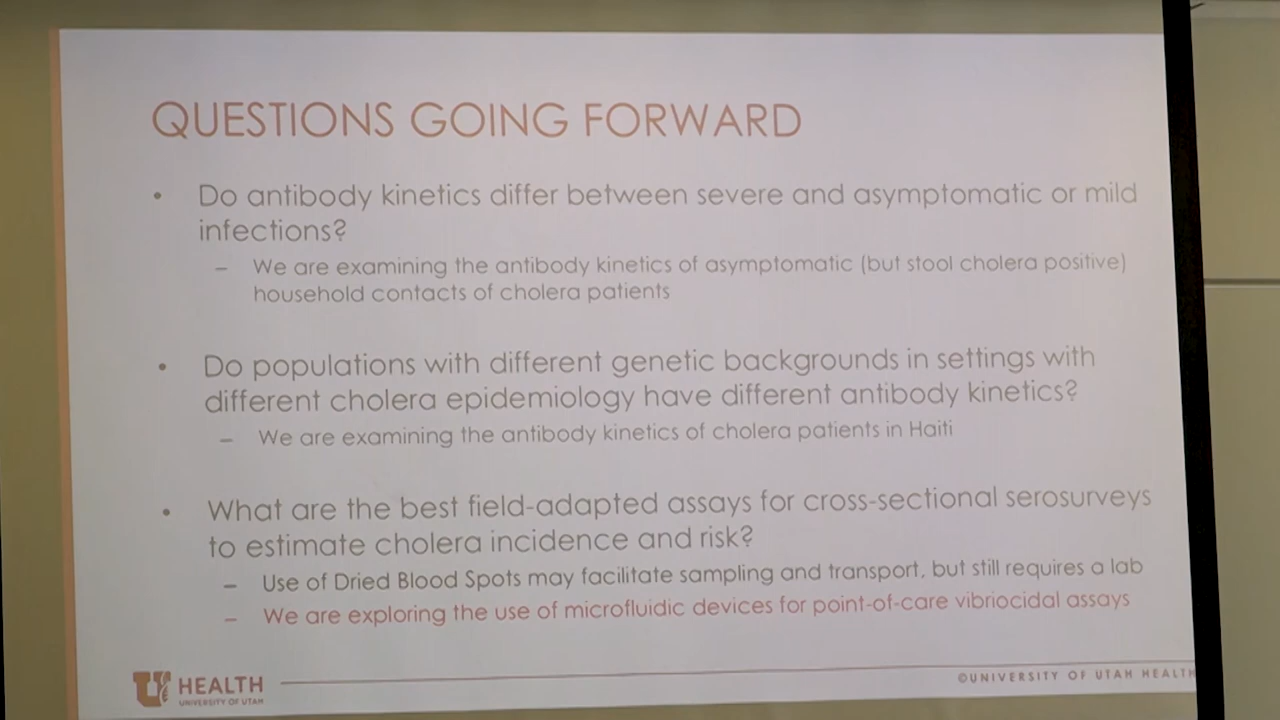 QUESTIONS GOING FORWARD
• Do antibody kinetics differ between severe and asymptomatic or mild
infections?
– We are examining the antibody kinetics of asymptomatic (but stool cholera positive)
household contacts of cholera patients
• Do populations with different genetic backgrounds in settings with
different cholera epidemiology have different antibody kinetics?
– We are examining the antibody kinetics of cholera patients in Haiti
• What are the best field-adapted assays for cross-sectional serosurveys
to estimate cholera incidence and risk?
– Use of Dried Blood Spots may facilitate sampling and transport, but still requires a lab
– We are exploring the use of microfluidic devices for point-of-care vibriocidal assays
U HEALTH
UNIVERSITY OF UTAH
©UNIVERSITY OF UTAH HEALTH